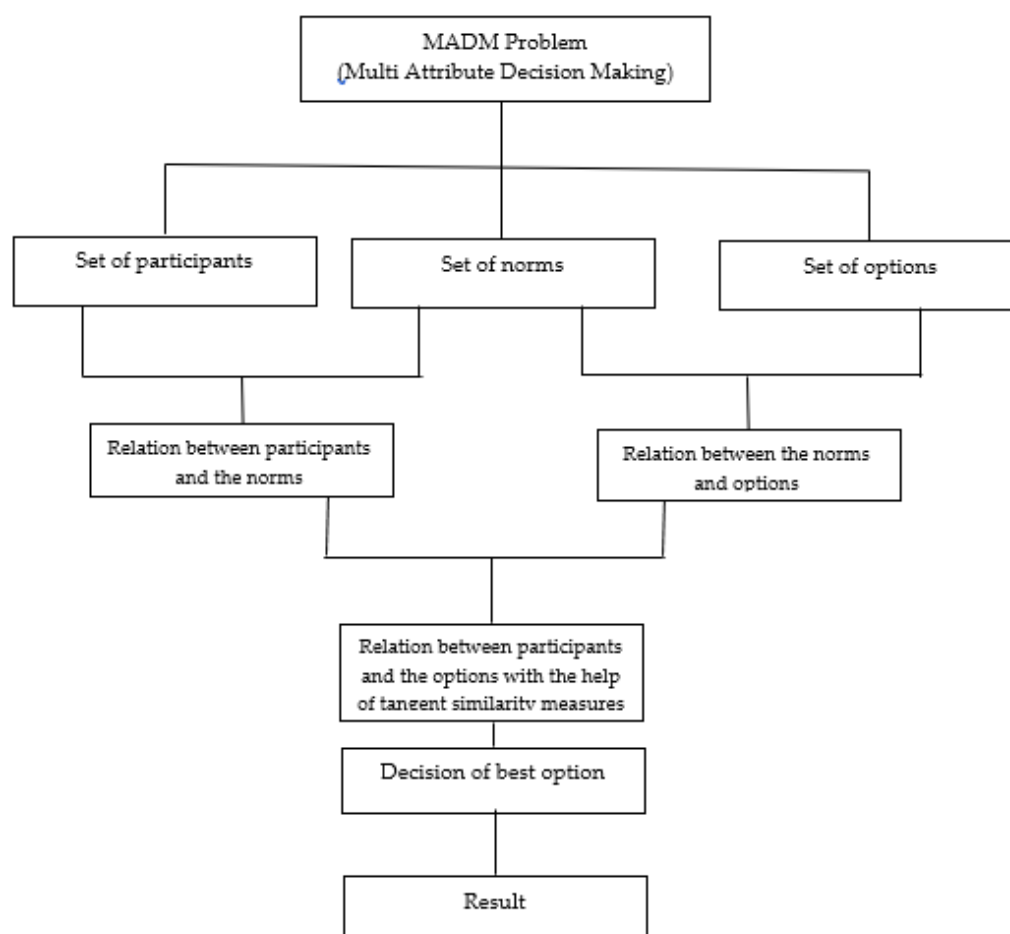 MADM Problem
(Multi Attribute Decision Making)
Set of participants
Set of norms
Set of options
Relation between participants
and the norms
Relation between the norms
and options
Relation between participants
and the options with the help
of tangent similarity measures
Decision of best option
Result